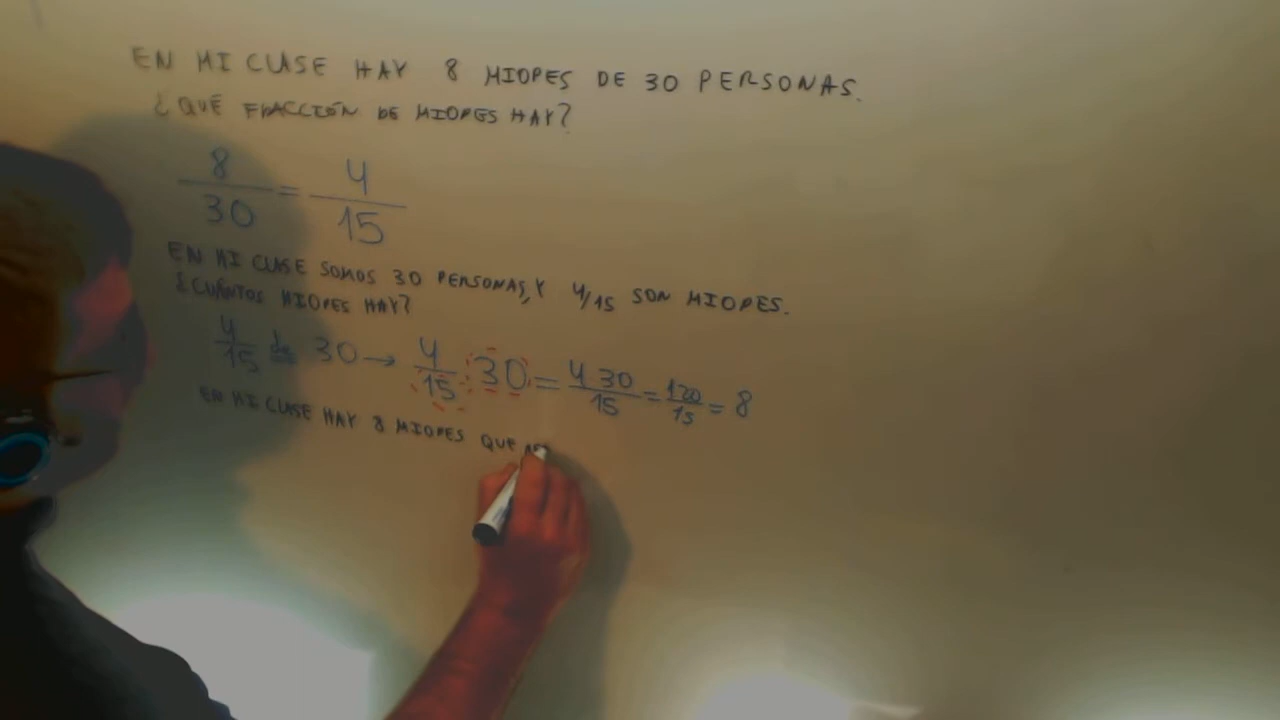 EN MI CLASE HAY 8 MIOPES DE 30 PERSONAS.
¿QUÉ FRACCIÓN DE MIOPES HAY?
8/30 = 4/15
EN MI CLASE SOMOS 30 PERSONAS, Y 4/15 SON MIOPES.
¿CUÁNTOS MIOPES HAY?
4/15 de 30 → 4/15 · 30 = 4 30/15 = 120/15 = 8
EN MI CLASE HAY 8 MIOPES QUE